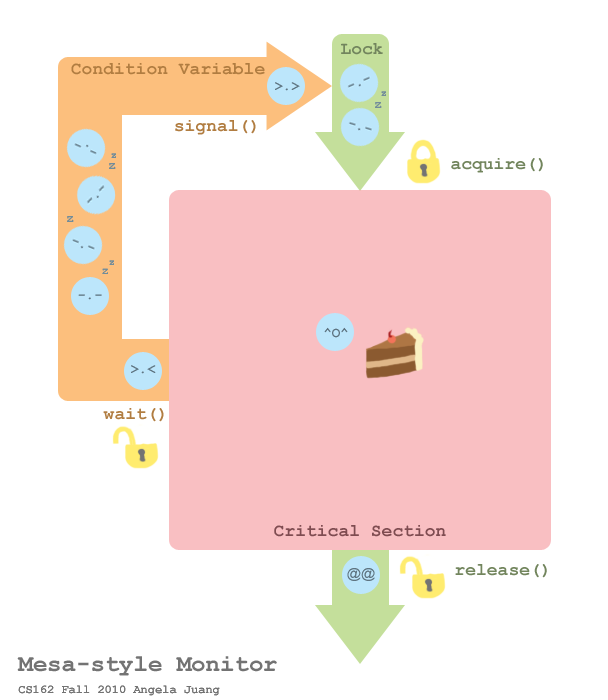 Lock
Condition Variable
>.>
-.-
z z
signal()
-.-
-.-
z z
acquire()
-.-
z
-.-
z z
-.-
^o^
>.<
wait()
Critical Section
@@
release()
Mesa-style Monitor
CS162 Fall 2010 Angela Juang